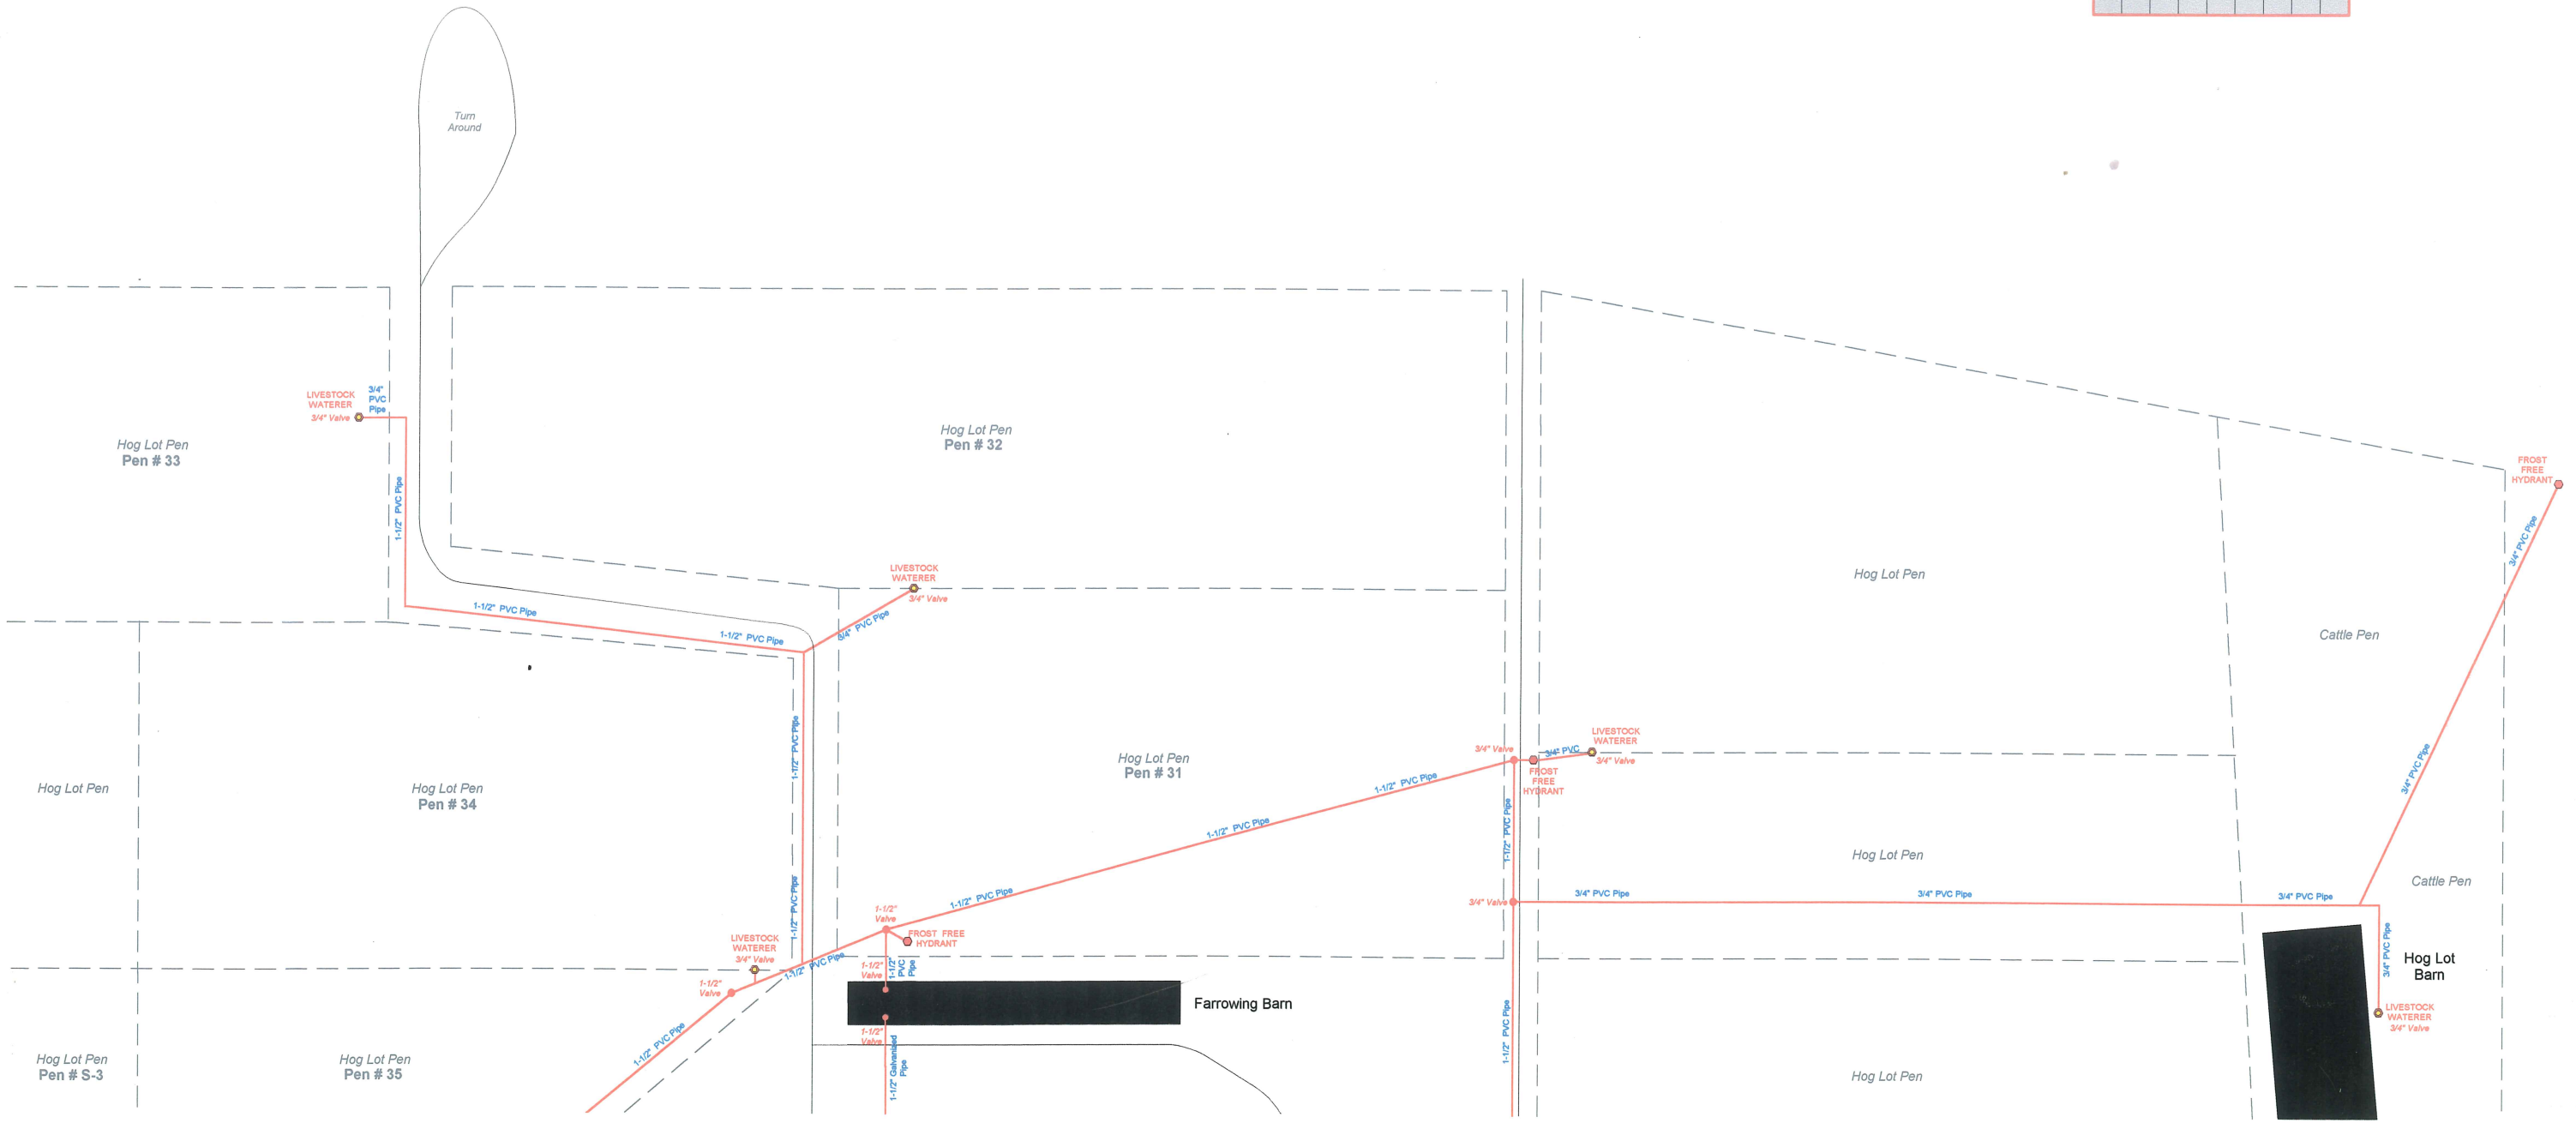 Turn
Around
LIVESTOCK
WATERER
3/4" Valve
3/4"
PVC
Pipe
Hog Lot Pen
Pen # 33
1-1/2" PVC Pipe
Hog Lot Pen
Pen # 32
FROST
FREE
HYDRANT
3/4" PVC Pipe
LIVESTOCK
WATERER
3/4" Valve
Hog Lot Pen
1-1/2" PVC Pipe
1-1/2" PVC Pipe
3/4" PVC Pipe
Cattle Pen
1-1/2" PVC Pipe
Hog Lot Pen
Pen # 31
3/4" Valve
3/4" PVC
LIVESTOCK
WATERER
3/4" Valve
FROST
FREE
HYDRANT
3/4" PVC Pipe
Hog Lot Pen
Hog Lot Pen
Pen # 34
1-1/2" PVC Pipe
1-1/2" PVC Pipe
1-1/2" PVC Pipe
1-1/2" PVC Pipe
Hog Lot Pen
Cattle Pen
3/4" Valve
3/4" PVC Pipe
3/4" PVC Pipe
3/4" PVC Pipe
1-1/2" PVC Pipe
1-1/2"
Valve
FROST FREE
HYDRANT
LIVESTOCK
WATERER
3/4" Valve
1-1/2" PVC Pipe
1-1/2"
Valve
1-1/2"
PVC
Pipe
3/4" PVC Pipe
Hog Lot
Barn
1-1/2"
Valve
Farrowing Barn
1-1/2" PVC Pipe
LIVESTOCK
WATERER
3/4" Valve
1-1/2" PVC Pipe
1-1/2"
Valve
1-1/2" Galvanized
Pipe
Hog Lot Pen
Pen # S-3
Hog Lot Pen
Pen # 35
Hog Lot Pen